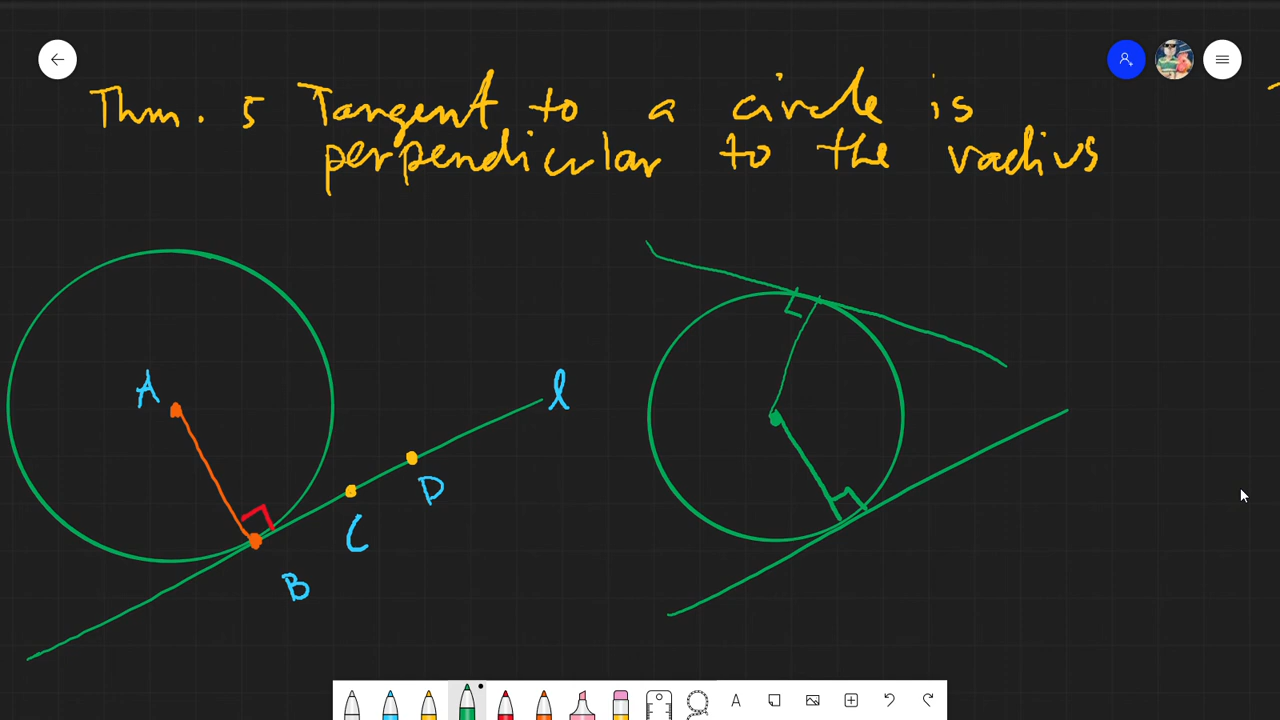 Thm. 5 Tangent to a circle is
perpendicular to the radius
A
l
D
C
B
A